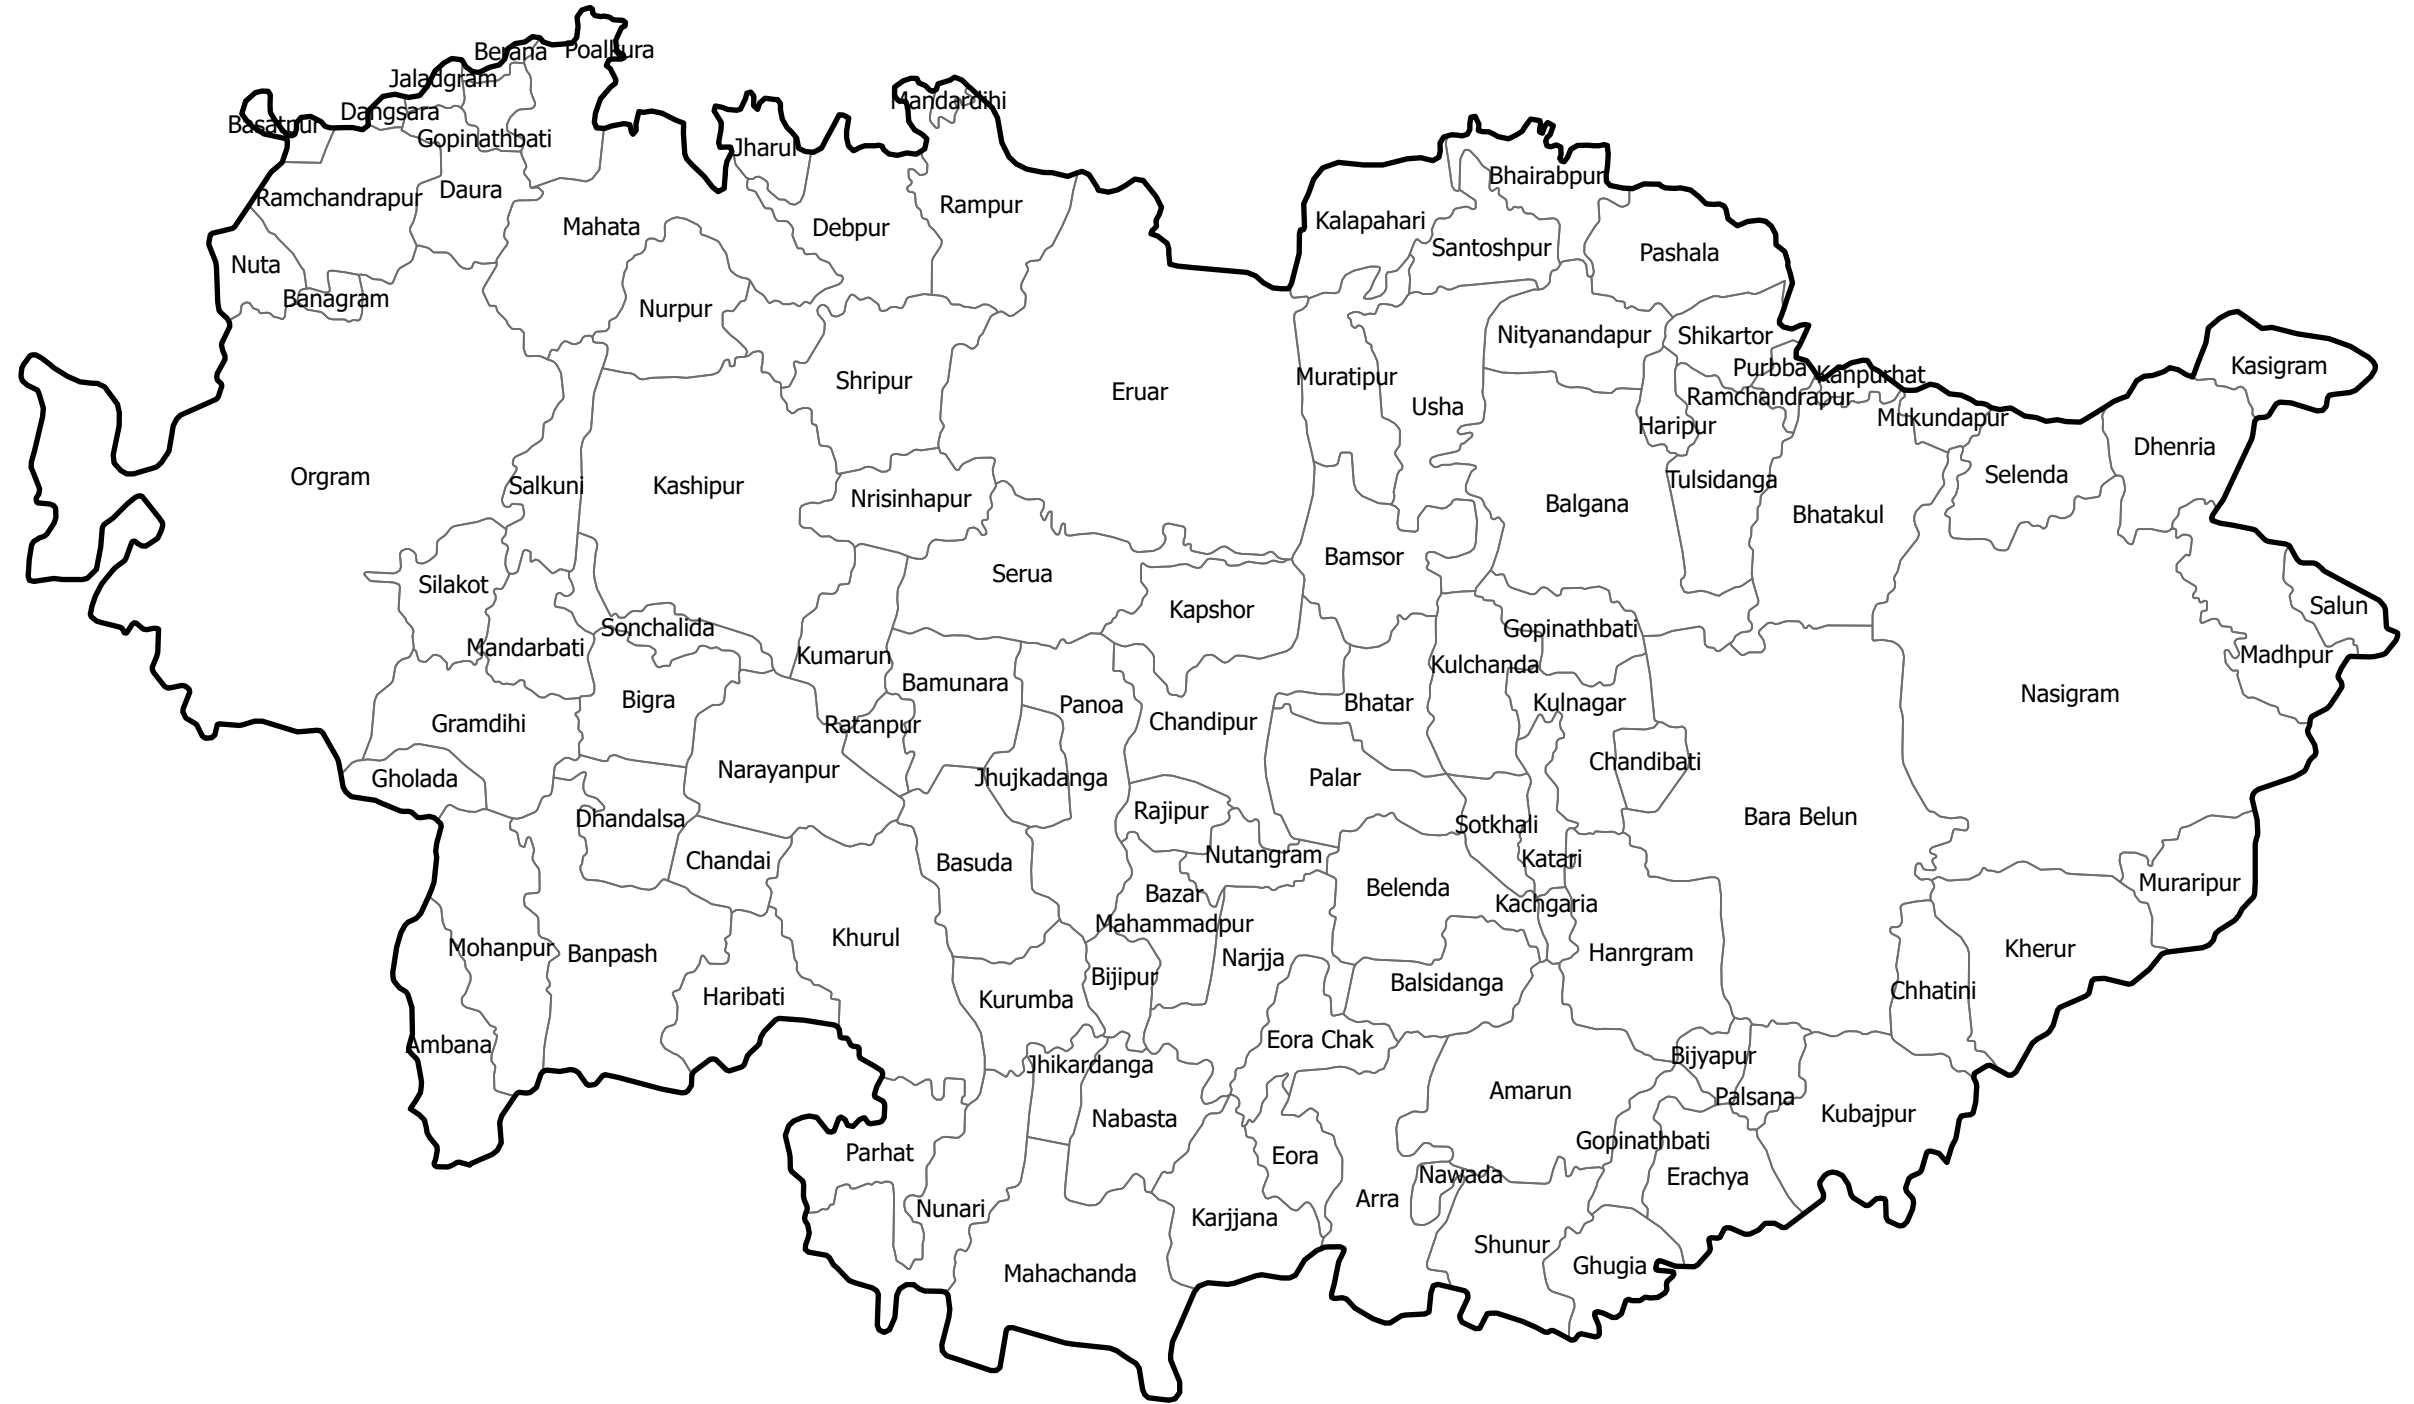 Berana
Poalkura
Jaladgram
Dangsara
Mandardihi
Basatpur
Gopinathbati
Jharul
Bhairabpur
Ramchandrapur
Daura
Rampur
Kalapahari
Mahata
Debpur
Santoshpur
Pashala
Nuta
Banagram
Nurpur
Nityanandapur
Shikartor
Purbba
Kanpurhat
Kasigram
Shripur
Eruar
Muratipur
Usha
Ramchandrapur
Haripur
Mukundapur
Dhenria
Orgram
Salkuni
Kashipur
Nrisinhapur
Balgana
Tulsidanga
Bhatakul
Selenda
Silakot
Serua
Bamsor
Kapshor
Salun
Mandarbati
Sonchalida
Kumarun
Gopinathbati
Kulchanda
Madhpur
Bigra
Bamunara
Panoa
Chandipur
Bhatar
Kulnagar
Nasigram
Gramdihi
Ratanpur
Gholada
Narayanpur
Jhujkadanga
Palar
Chandibati
Dhandalsa
Rajipur
Sotkhali
Bara Belun
Chandai
Basuda
Nutangram
Katari
Belenda
Bazar
Mahammadpur
Kachgaria
Muraripur
Mohanpur
Banpash
Khurul
Narjja
Hanrgram
Kherur
Haribati
Kurumba
Bijipur
Balsidanga
Chhatini
Ambana
Eora Chak
Jhikardanga
Bijyapur
Amarun
Palsana
Nabasta
Kubajpur
Parhat
Eora
Gopinathbati
Nawada
Erachya
Nunari
Karjjana
Arra
Shunur
Mahachanda
Ghugia